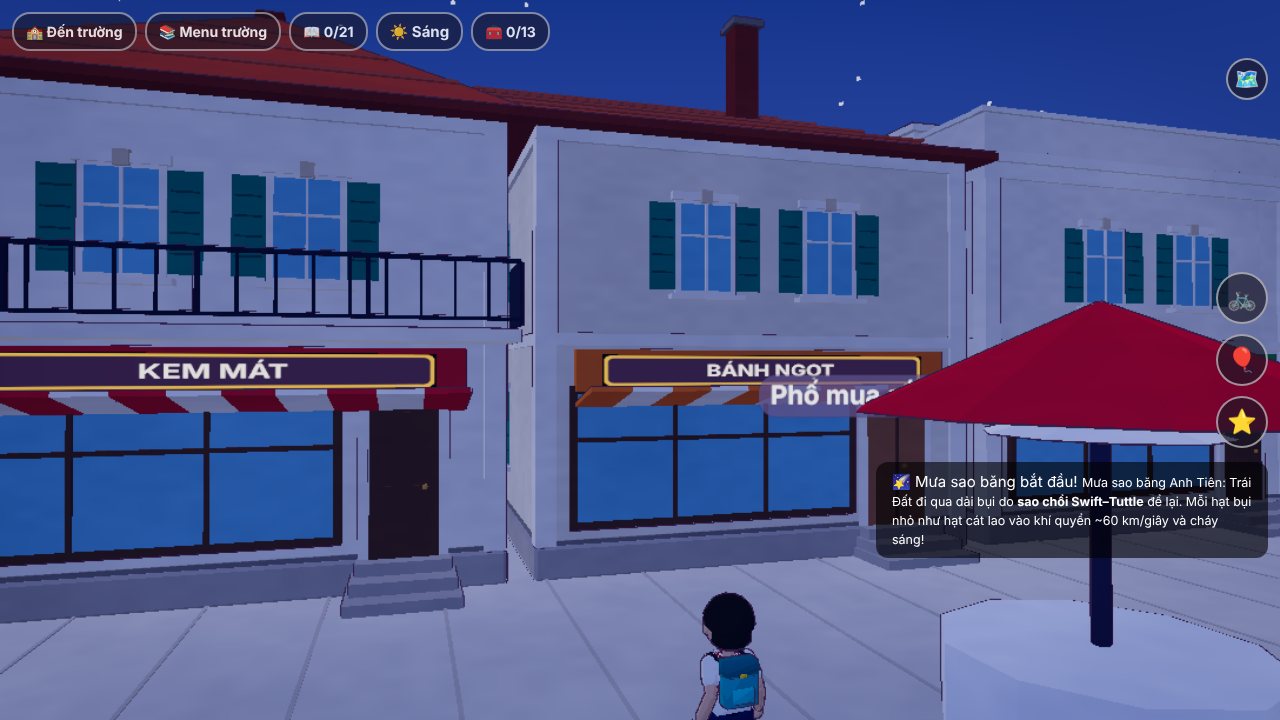 Đến trường
Menu trường
0/21
Sáng
0/13
KEM MÁT
BÁNH NGỌT
Phố mua
Mưa sao băng bắt đầu! Mưa sao băng Anh Tiên: Trái
Đất đi qua dải bụi do sao chổi Swift–Tuttle để lại. Mỗi hạt bụi
nhỏ như hạt cát lao vào khí quyển ~60 km/giây và cháy
sáng!